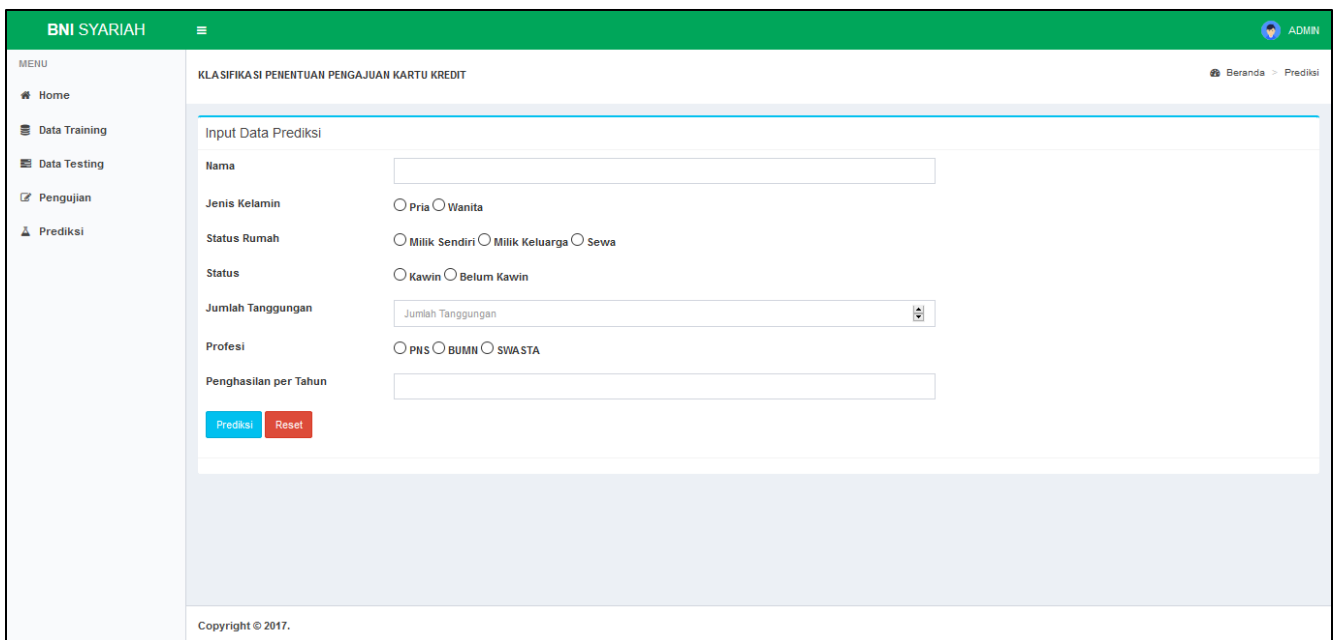 BNI SYARIAH
ADMIN
MENU
Home
Data Training
Data Testing
Pengujian
Prediksi
KLASIFIKASI PENENTUAN PENGAJUAN KARTU KREDIT
Beranda > Prediksi
Input Data Prediksi
Nama
Jenis Kelamin Pria Wanita
Status Rumah Milik Sendiri Milik Keluarga Sewa
Status Kawin Belum Kawin
Jumlah Tanggungan Jumlah Tanggungan
Profesi PNS BUMN SWASTA
Penghasilan per Tahun
Prediksi Reset
Copyright © 2017.